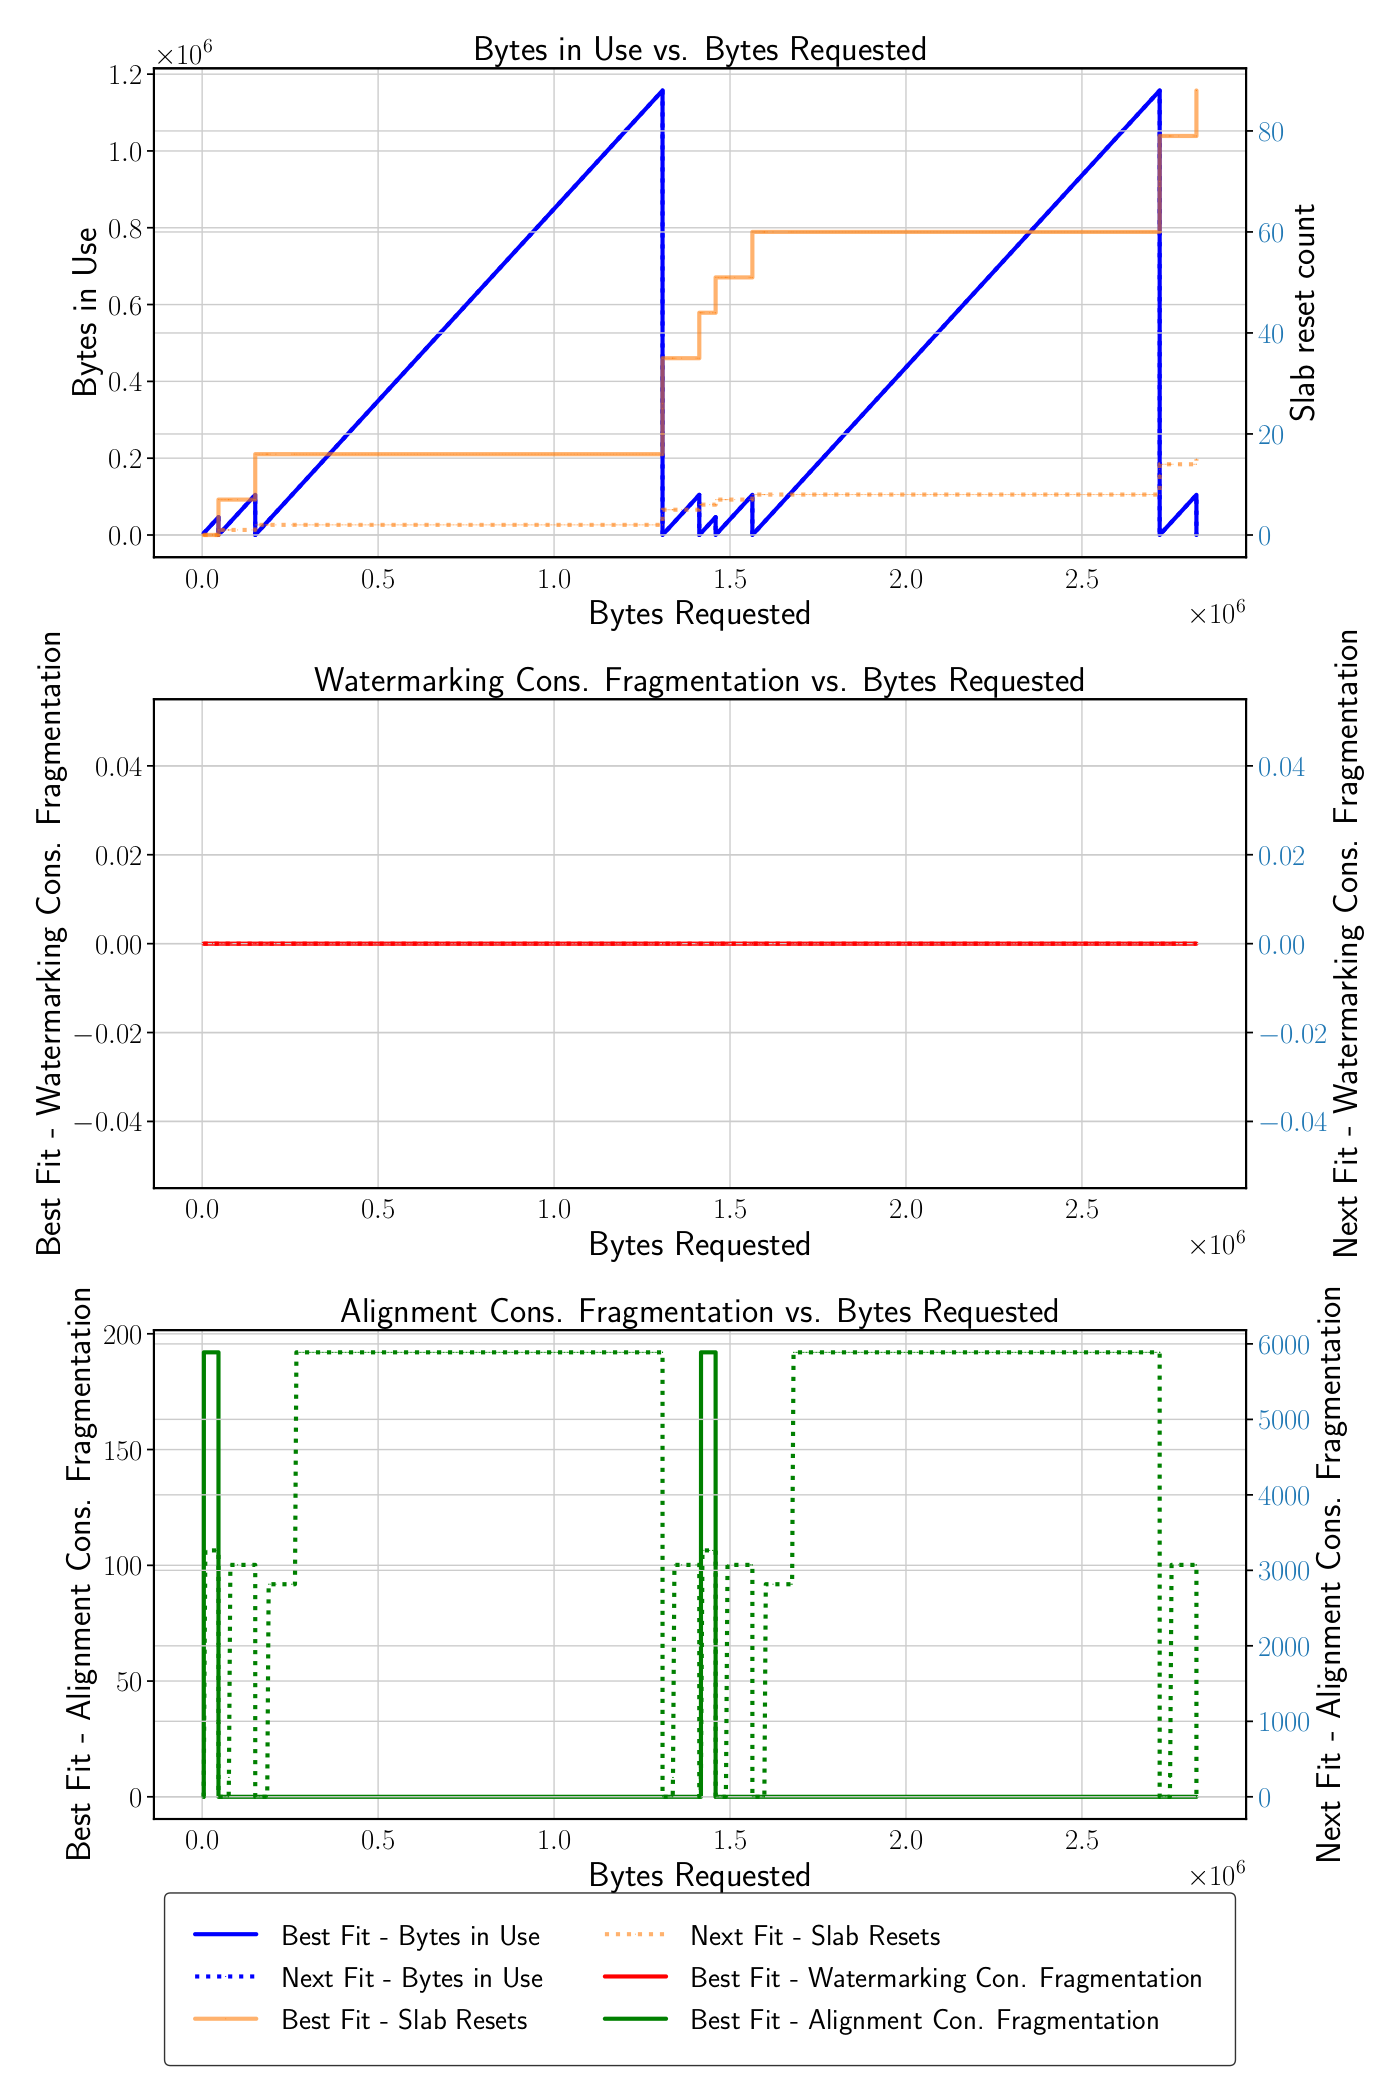 Bytes in Use vs. Bytes Requested
×10⁶
Bytes in Use
1.2
1.0
0.8
0.6
0.4
0.2
0.0
Slab reset count
80
60
40
20
0
0.0 0.5 1.0 1.5 2.0 2.5
Bytes Requested
×10⁶
Watermarking Cons. Fragmentation vs. Bytes Requested
Best Fit - Watermarking Cons. Fragmentation
0.04
0.02
0.00
−0.02
−0.04
Next Fit - Watermarking Cons. Fragmentation
0.04
0.02
0.00
−0.02
−0.04
0.0 0.5 1.0 1.5 2.0 2.5
Bytes Requested
×10⁶
Alignment Cons. Fragmentation vs. Bytes Requested
Best Fit - Alignment Cons. Fragmentation
200
150
100
50
0
Next Fit - Alignment Cons. Fragmentation
6000
5000
4000
3000
2000
1000
0
0.0 0.5 1.0 1.5 2.0 2.5
Bytes Requested
×10⁶
Best Fit - Bytes in Use
Next Fit - Bytes in Use
Best Fit - Slab Resets
Next Fit - Slab Resets
Best Fit - Watermarking Con. Fragmentation
Best Fit - Alignment Con. Fragmentation